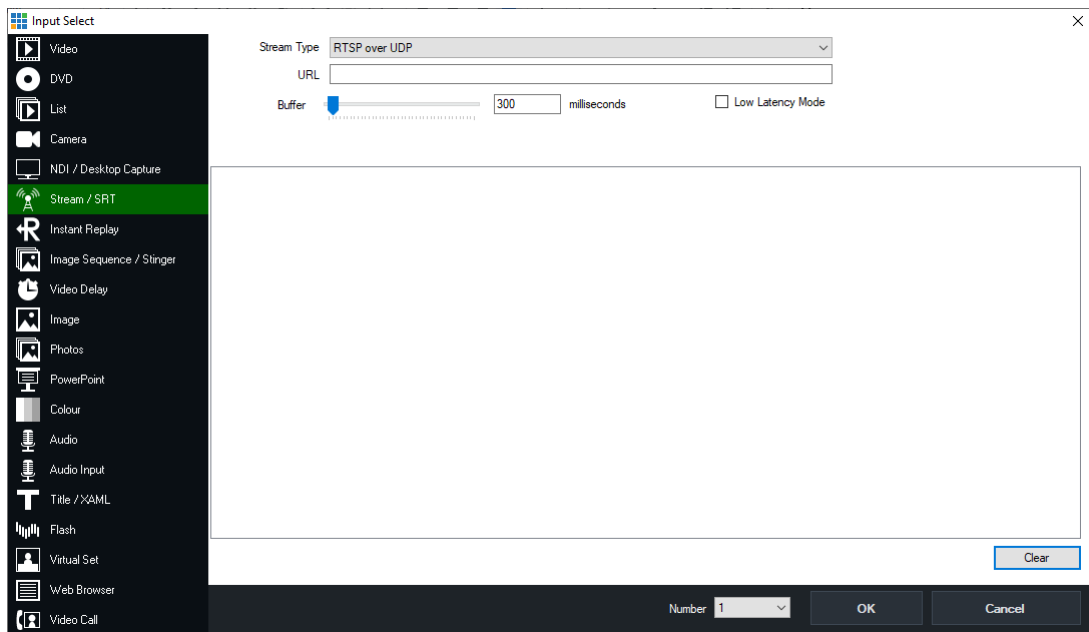 Input Select
Video
DVD
List
Camera
NDI / Desktop Capture
Stream / SRT
Instant Replay
Image Sequence / Stinger
Video Delay
Image
Photos
PowerPoint
Colour
Audio
Audio Input
Title / XAML
Flash
Virtual Set
Web Browser
Video Call
Stream Type RTSP over UDP
URL
Buffer 300 milliseconds Low Latency Mode
Clear
Number 1 OK Cancel